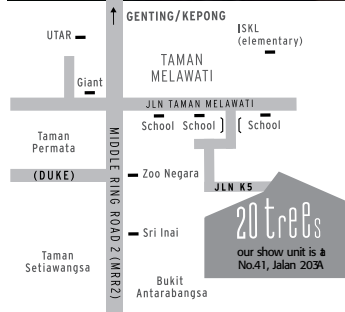 GENTING/KEPONG
UTAR
ISKL
(elementary)
TAMAN
MELAWATI
Giant
JLN TAMAN MELAWATI
School School School
Taman
Permata
MIDDLE RING ROAD 2 (MRR2)
(DUKE)
Zoo Negara
JLN K5
20 trees
Sri Inai
our show unit is at
No.41, Jalan 203A
Taman
Setiawangsa
Bukit
Antarabangsa